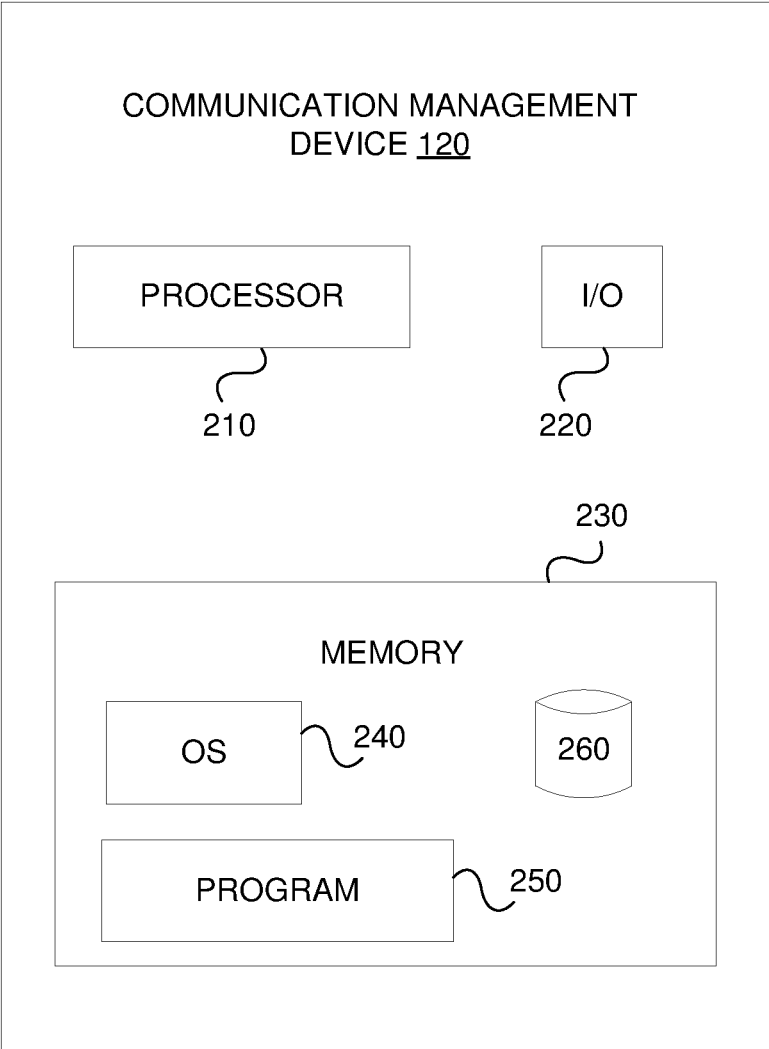 COMMUNICATION MANAGEMENT
DEVICE 120
PROCESSOR
I/O
210
220
230
MEMORY
OS
240
260
PROGRAM
250